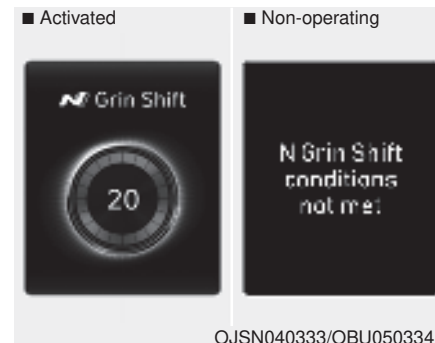 ■ Activated
■ Non-operating
N Grin Shift
20
N Grin Shift
conditions
not met
OJSN040333/OBU050334